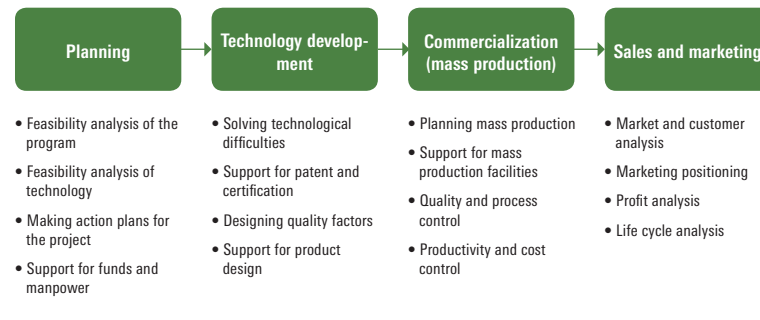 Planning
Technology develop-
ment
Commercialization
(mass production)
Sales and marketing
• Feasibility analysis of the
program
• Feasibility analysis of
technology
• Making action plans for
the project
• Support for funds and
manpower
• Solving technological
difficulties
• Support for patent and
certification
• Designing quality factors
• Support for product
design
• Planning mass production
• Support for mass
production facilities
• Quality and process
control
• Productivity and cost
control
• Market and customer
analysis
• Marketing positioning
• Profit analysis
• Life cycle analysis